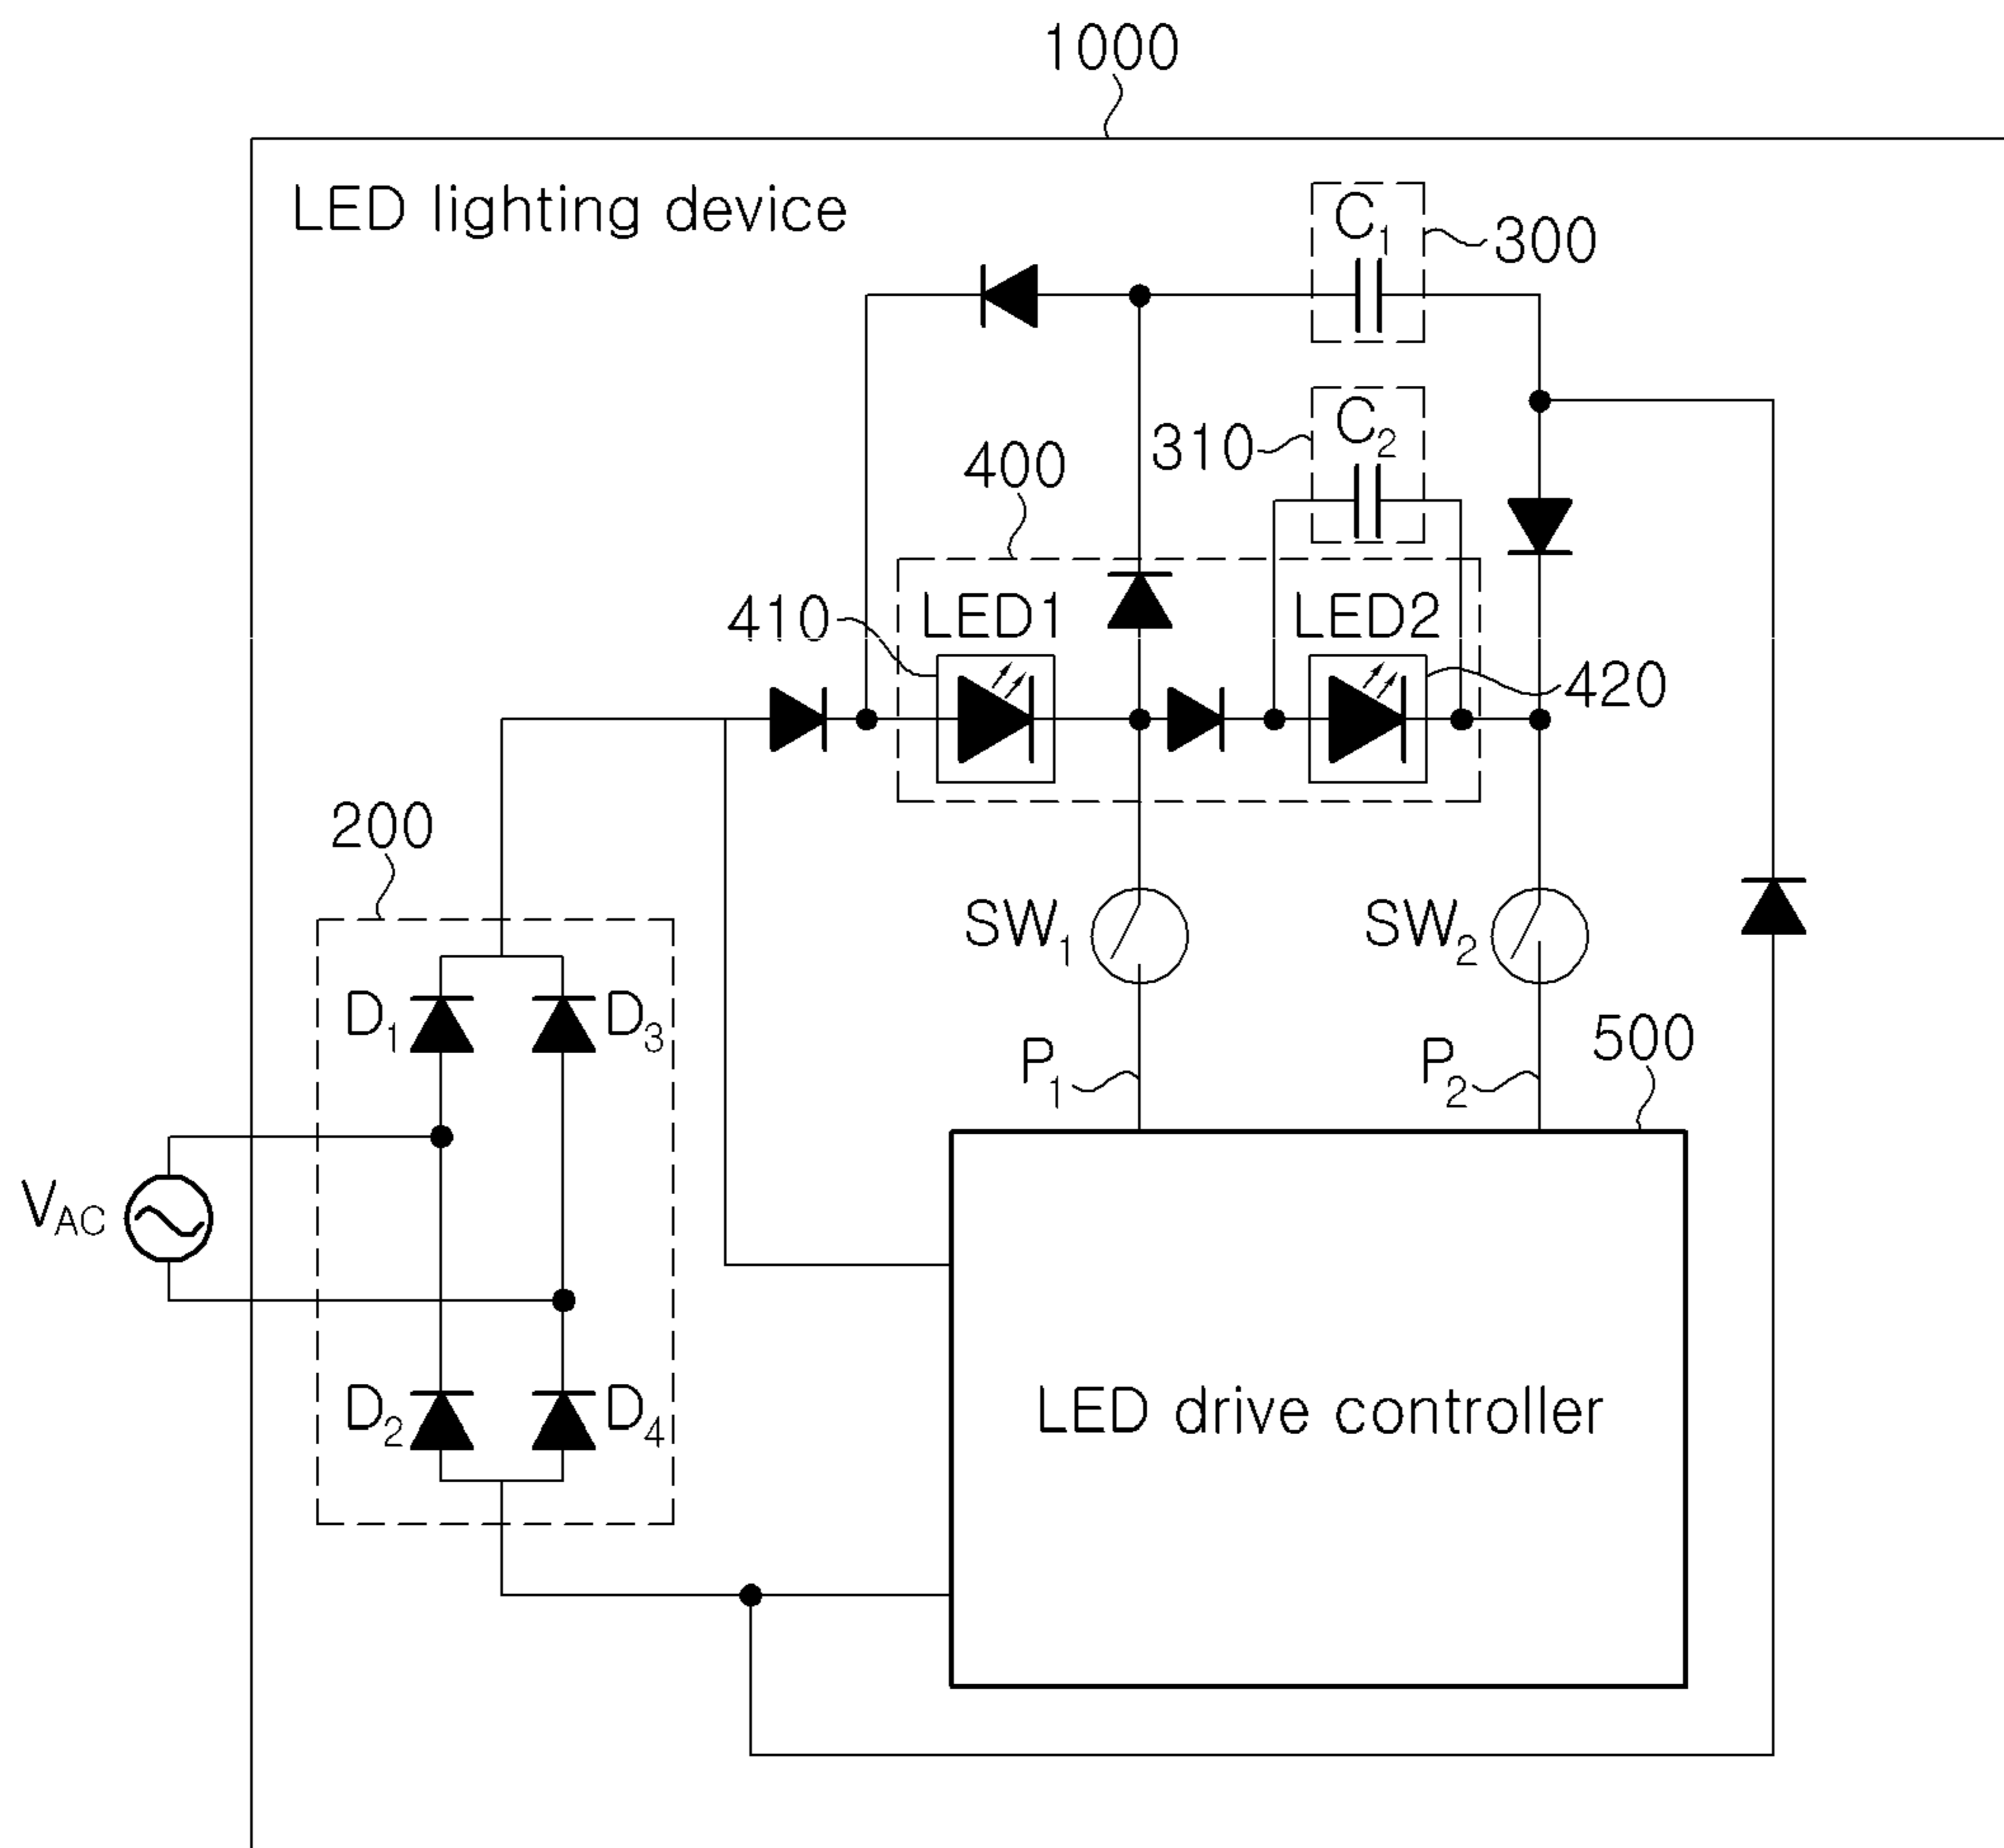 1000
LED lighting device
C1
300
C2
310
400
LED1
LED2
410
420
200
SW1
SW2
D1
D3
P1
P2
500
VAC
LED drive controller
D2
D4